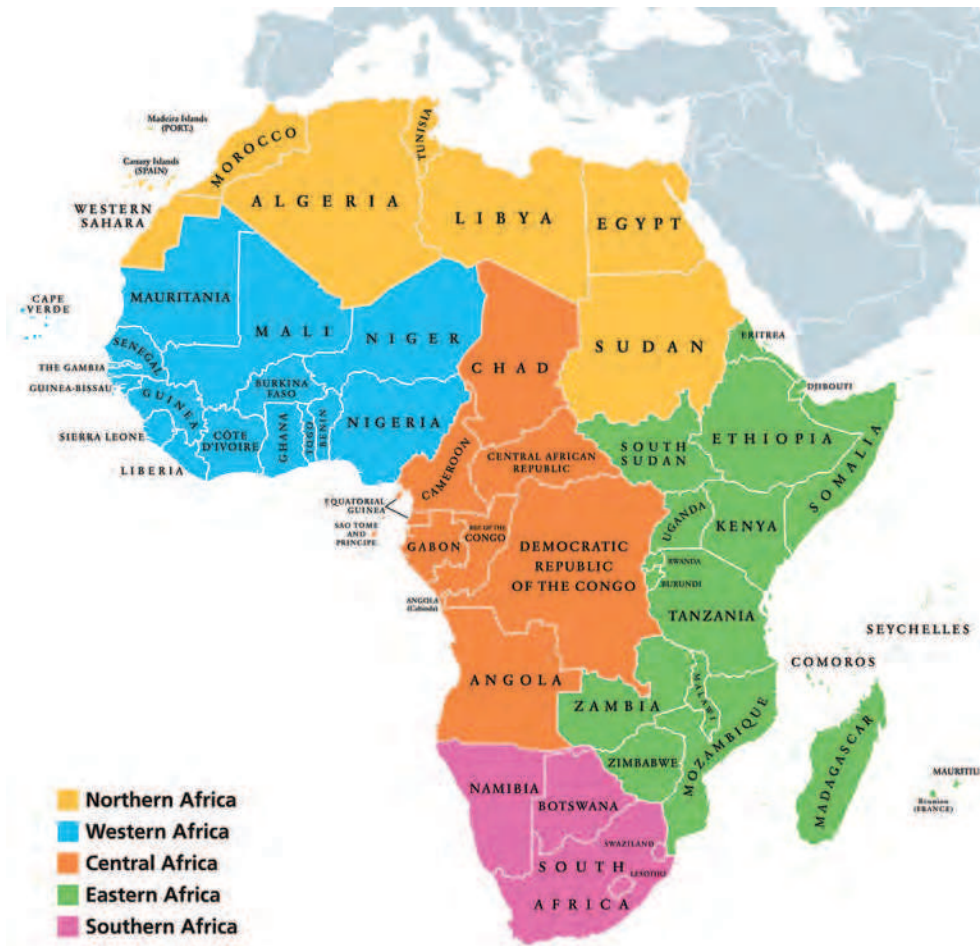 Madeira Islands
(PORT.)
Canary Islands
(SPAIN)
MOROCCO
TUNISIA
ALGERIA
LIBYA
EGYPT
WESTERN
SAHARA
CAPE
VERDE
MAURITANIA
MALI
NIGER
CHAD
SUDAN
ERITREA
SENEGAL
THE GAMBIA
GUINEA-BISSAU
GUINEA
BURKINA
FASO
DJIBOUTI
SIERRA LEONE
LIBERIA
CÔTE
D'IVOIRE
GHANA
TOGO
BENIN
NIGERIA
CAMEROON
CENTRAL AFRICAN
REPUBLIC
SOUTH
SUDAN
ETHIOPIA
SOMALIA
EQUATORIAL
GUINEA
SAO TOME
AND
PRINCIPE
GABON
REP. OF THE
CONGO
DEMOCRATIC
REPUBLIC
OF THE CONGO
UGANDA
KENYA
RWANDA
BURUNDI
TANZANIA
ANGOLA
(Cabinda)
SEYCHELLES
COMOROS
ANGOLA
ZAMBIA
MALAWI
MOZAMBIQUE
MADAGASCAR
ZIMBABWE
MAURITIU
Réunion
(FRANCE)
NAMIBIA
BOTSWANA
SWAZILAND
LESOTHO
SOUTH
AFRICA
Northern Africa
Western Africa
Central Africa
Eastern Africa
Southern Africa